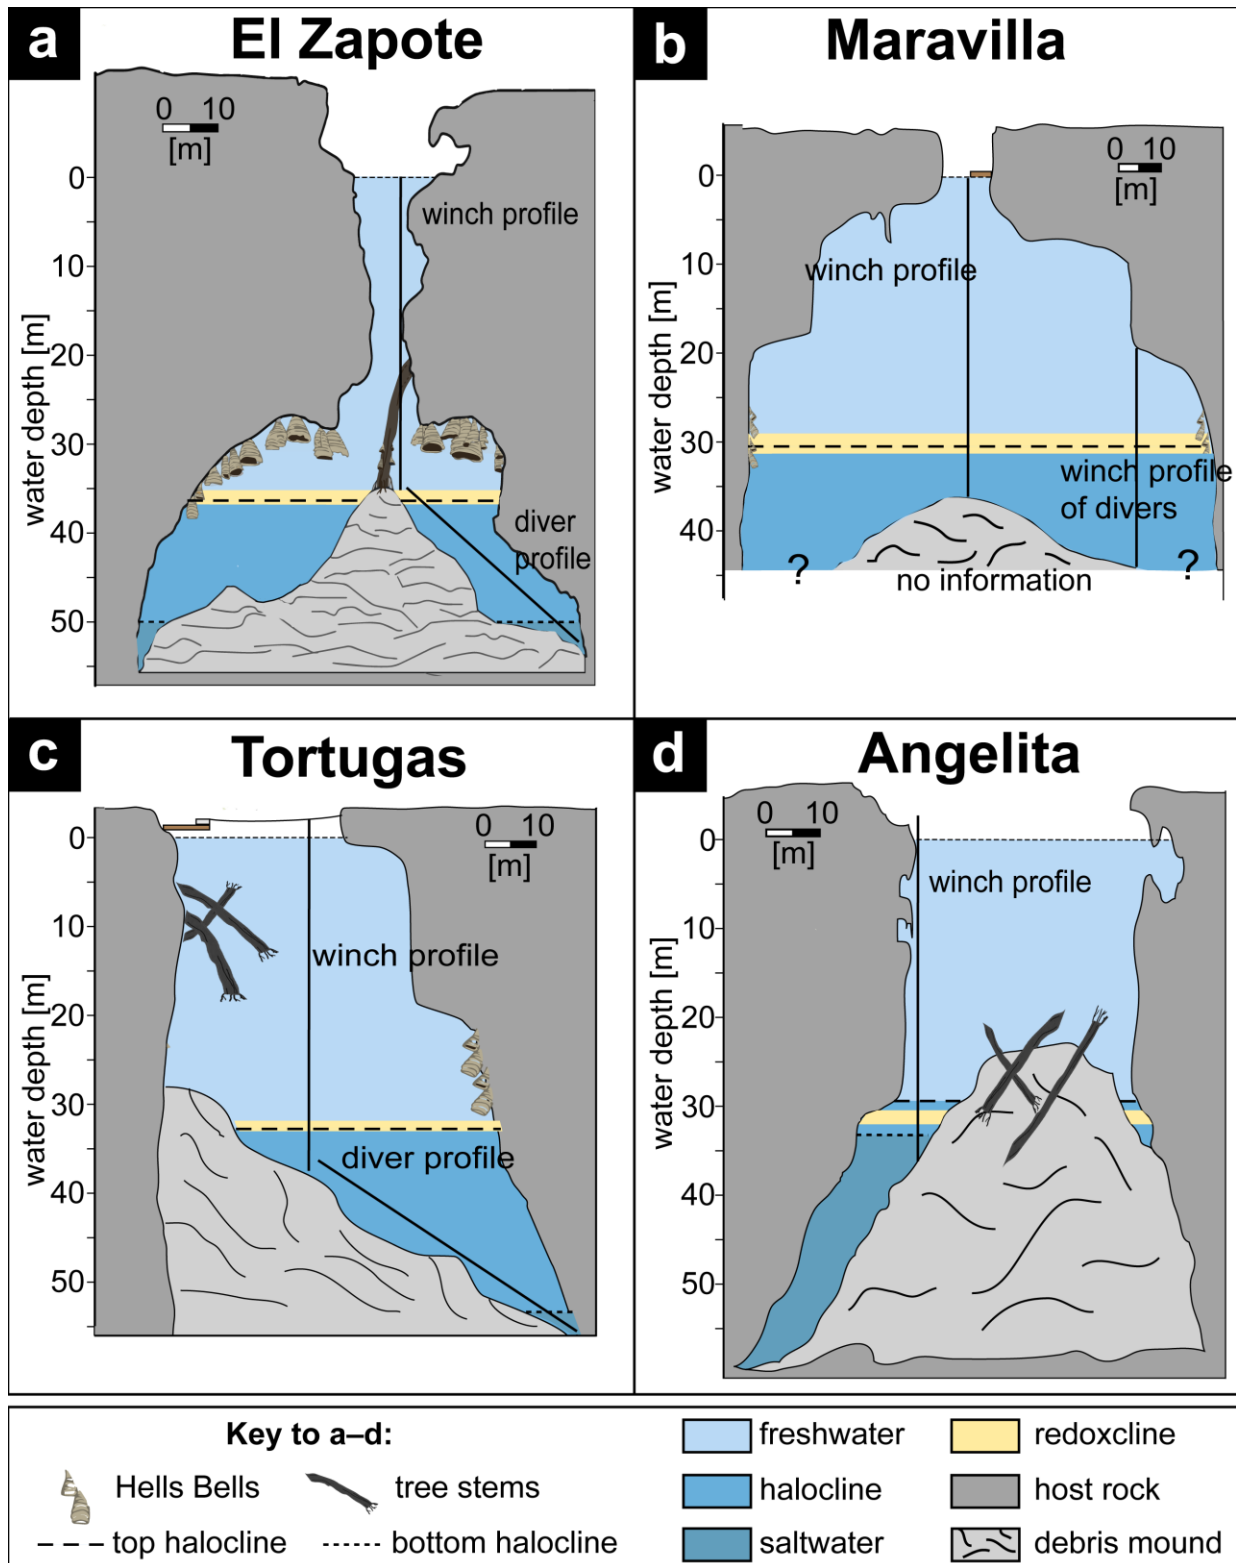 a
El Zapote
0 10
[m]
0
10
20
30
40
50
water depth [m]
winch profile
diver
profile
b
Maravilla
0 10
[m]
0
10
20
30
40
water depth [m]
winch profile
winch profile
of divers
?
?
no information
c
Tortugas
0 10
[m]
0
10
20
30
40
50
water depth [m]
winch profile
diver profile
d
Angelita
0 10
[m]
0
10
20
30
40
50
water depth [m]
winch profile
Key to a–d:
Hells Bells
tree stems
top halocline
bottom halocline
freshwater
halocline
saltwater
redoxcline
host rock
debris mound